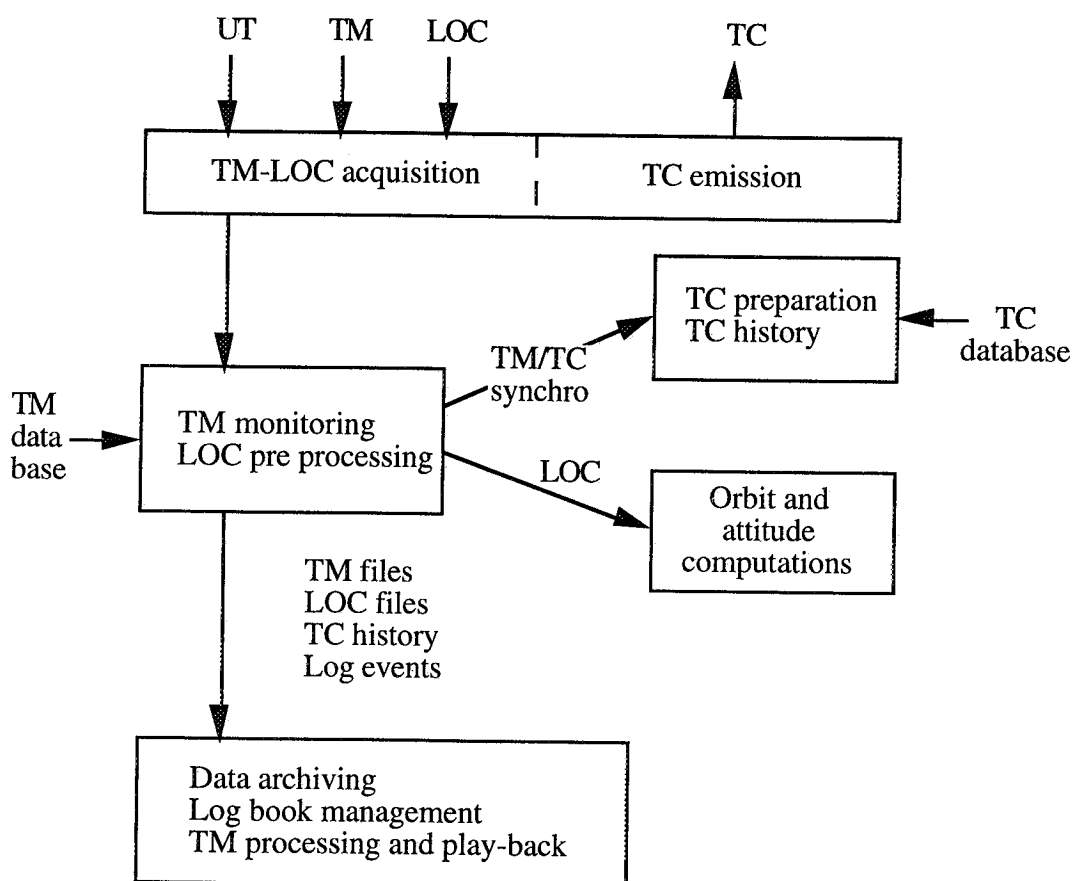 UT
TM
LOC
TC
TM-LOC acquisition
TC emission
TC preparation
TC history
TC
database
TM/TC
synchro
TM
data
base
TM monitoring
LOC pre processing
LOC
Orbit and
attitude
computations
TM files
LOC files
TC history
Log events
Data archiving
Log book management
TM processing and play-back